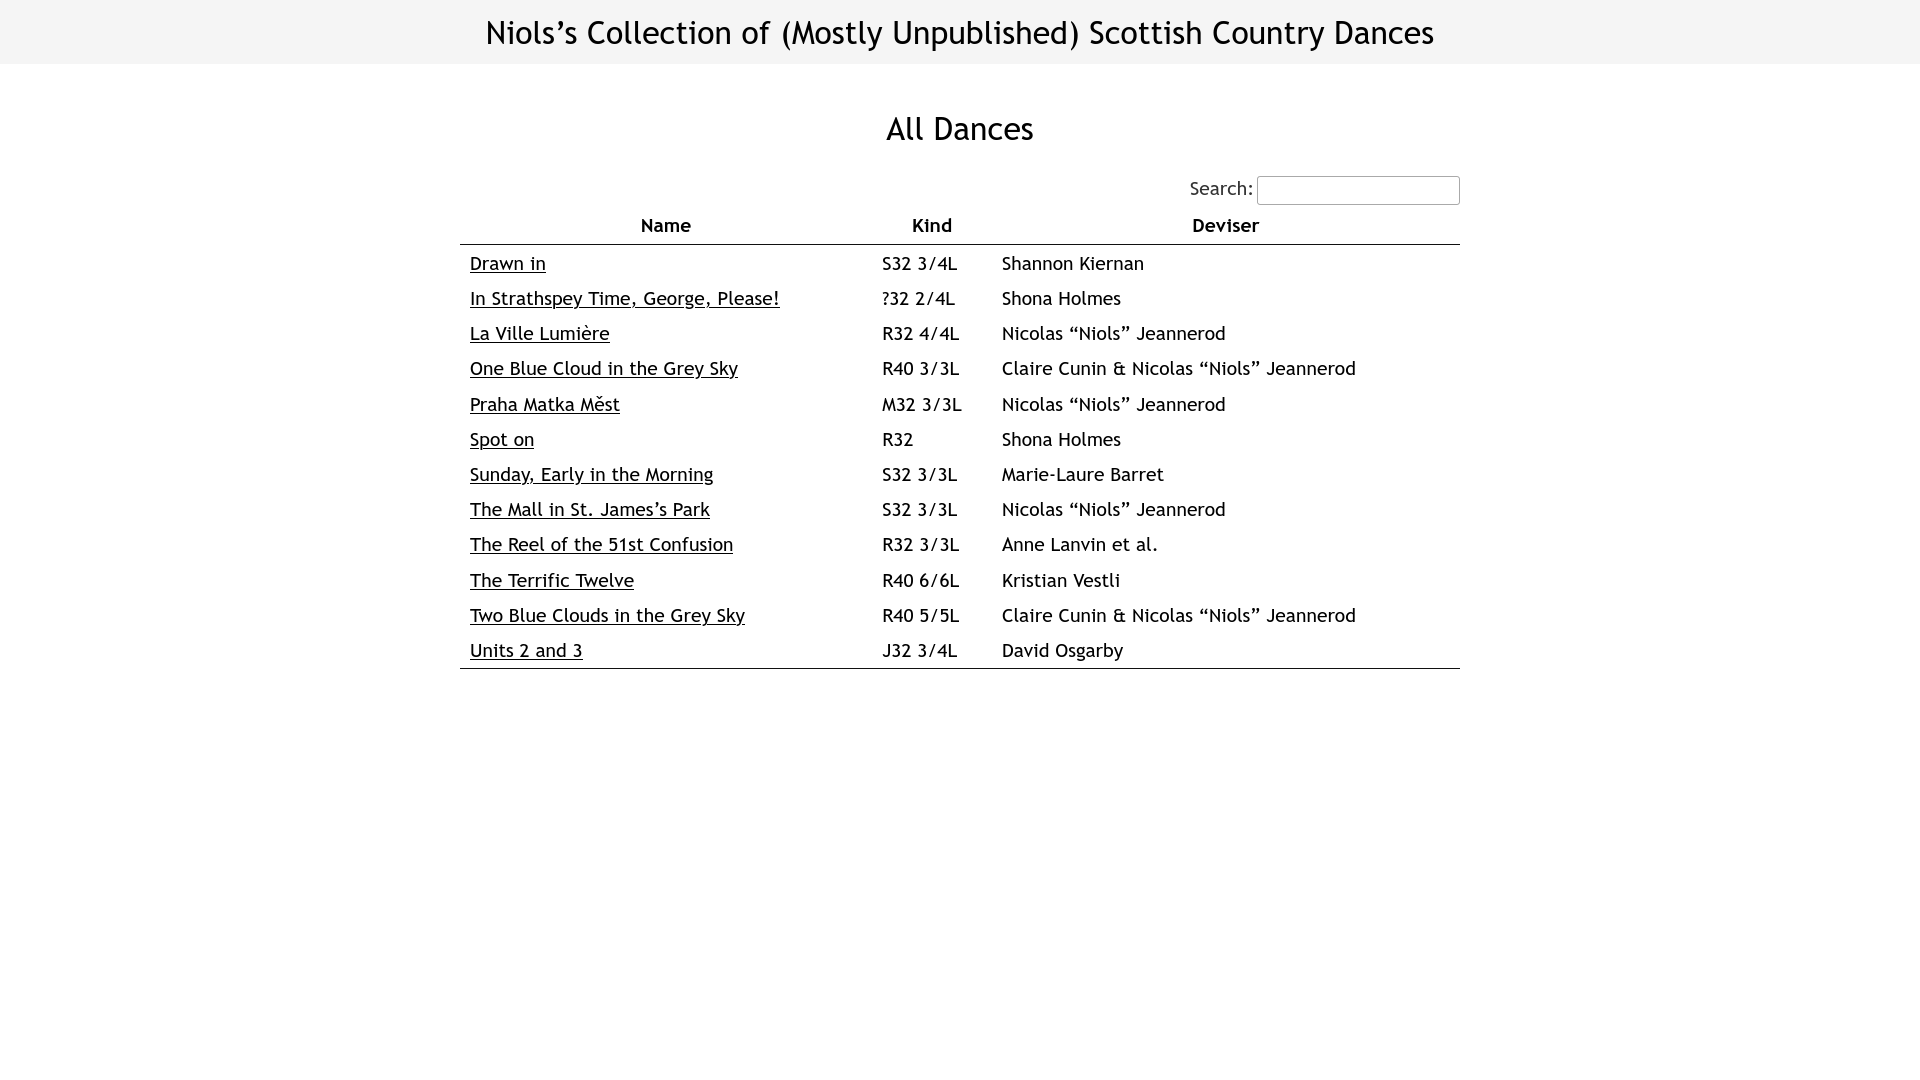 Niols’s Collection of (Mostly Unpublished) Scottish Country Dances
All Dances
Search:
Name Kind Deviser
Drawn in S32 3/4L Shannon Kiernan
In Strathspey Time, George, Please! ?32 2/4L Shona Holmes
La Ville Lumière R32 4/4L Nicolas “Niols” Jeannerod
One Blue Cloud in the Grey Sky R40 3/3L Claire Cunin & Nicolas “Niols” Jeannerod
Praha Matka Měst M32 3/3L Nicolas “Niols” Jeannerod
Spot on R32 Shona Holmes
Sunday, Early in the Morning S32 3/3L Marie-Laure Barret
The Mall in St. James’s Park S32 3/3L Nicolas “Niols” Jeannerod
The Reel of the 51st Confusion R32 3/3L Anne Lanvin et al.
The Terrific Twelve R40 6/6L Kristian Vestli
Two Blue Clouds in the Grey Sky R40 5/5L Claire Cunin & Nicolas “Niols” Jeannerod
Units 2 and 3 J32 3/4L David Osgarby